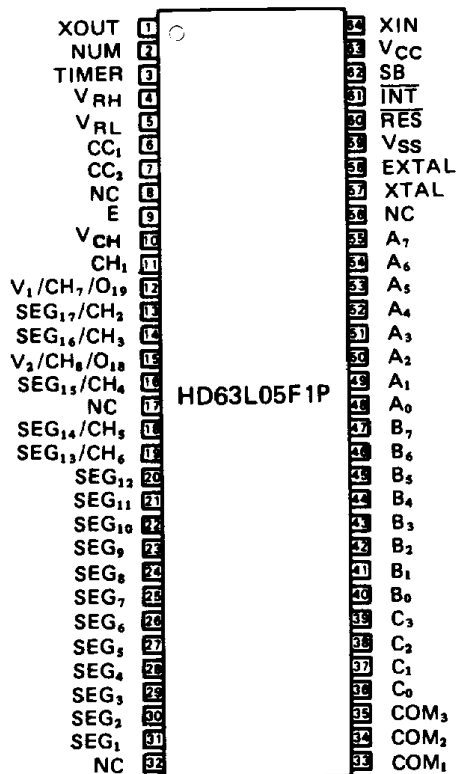 XOUT 1 64 XIN
NUM 2 63 VCC
TIMER 3 62 SB
VRH 4 61 INT
VRL 5 60 RES
CC₁ 6 59 VSS
CC₂ 7 58 EXTAL
NC 8 57 XTAL
E 9 56 NC
VCH 10 55 A₇
CH₁ 11 54 A₆
V₁/CH₇/O₁₉ 12 53 A₅
SEG₁₇/CH₂ 13 52 A₄
SEG₁₆/CH₃ 14 51 A₃
V₂/CH₈/O₁₈ 15 50 A₂
SEG₁₅/CH₄ 16 49 A₁
HD63L05F1P
NC 17 48 A₀
SEG₁₄/CH₅ 18 47 B₇
SEG₁₃/CH₆ 19 46 B₆
SEG₁₂ 20 45 B₅
SEG₁₁ 21 44 B₄
SEG₁₀ 22 43 B₃
SEG₉ 23 42 B₂
SEG₈ 24 41 B₁
SEG₇ 25 40 B₀
SEG₆ 26 39 C₃
SEG₅ 27 38 C₂
SEG₄ 28 37 C₁
SEG₃ 29 36 C₀
SEG₂ 30 35 COM₃
SEG₁ 31 34 COM₂
NC 32 33 COM₁